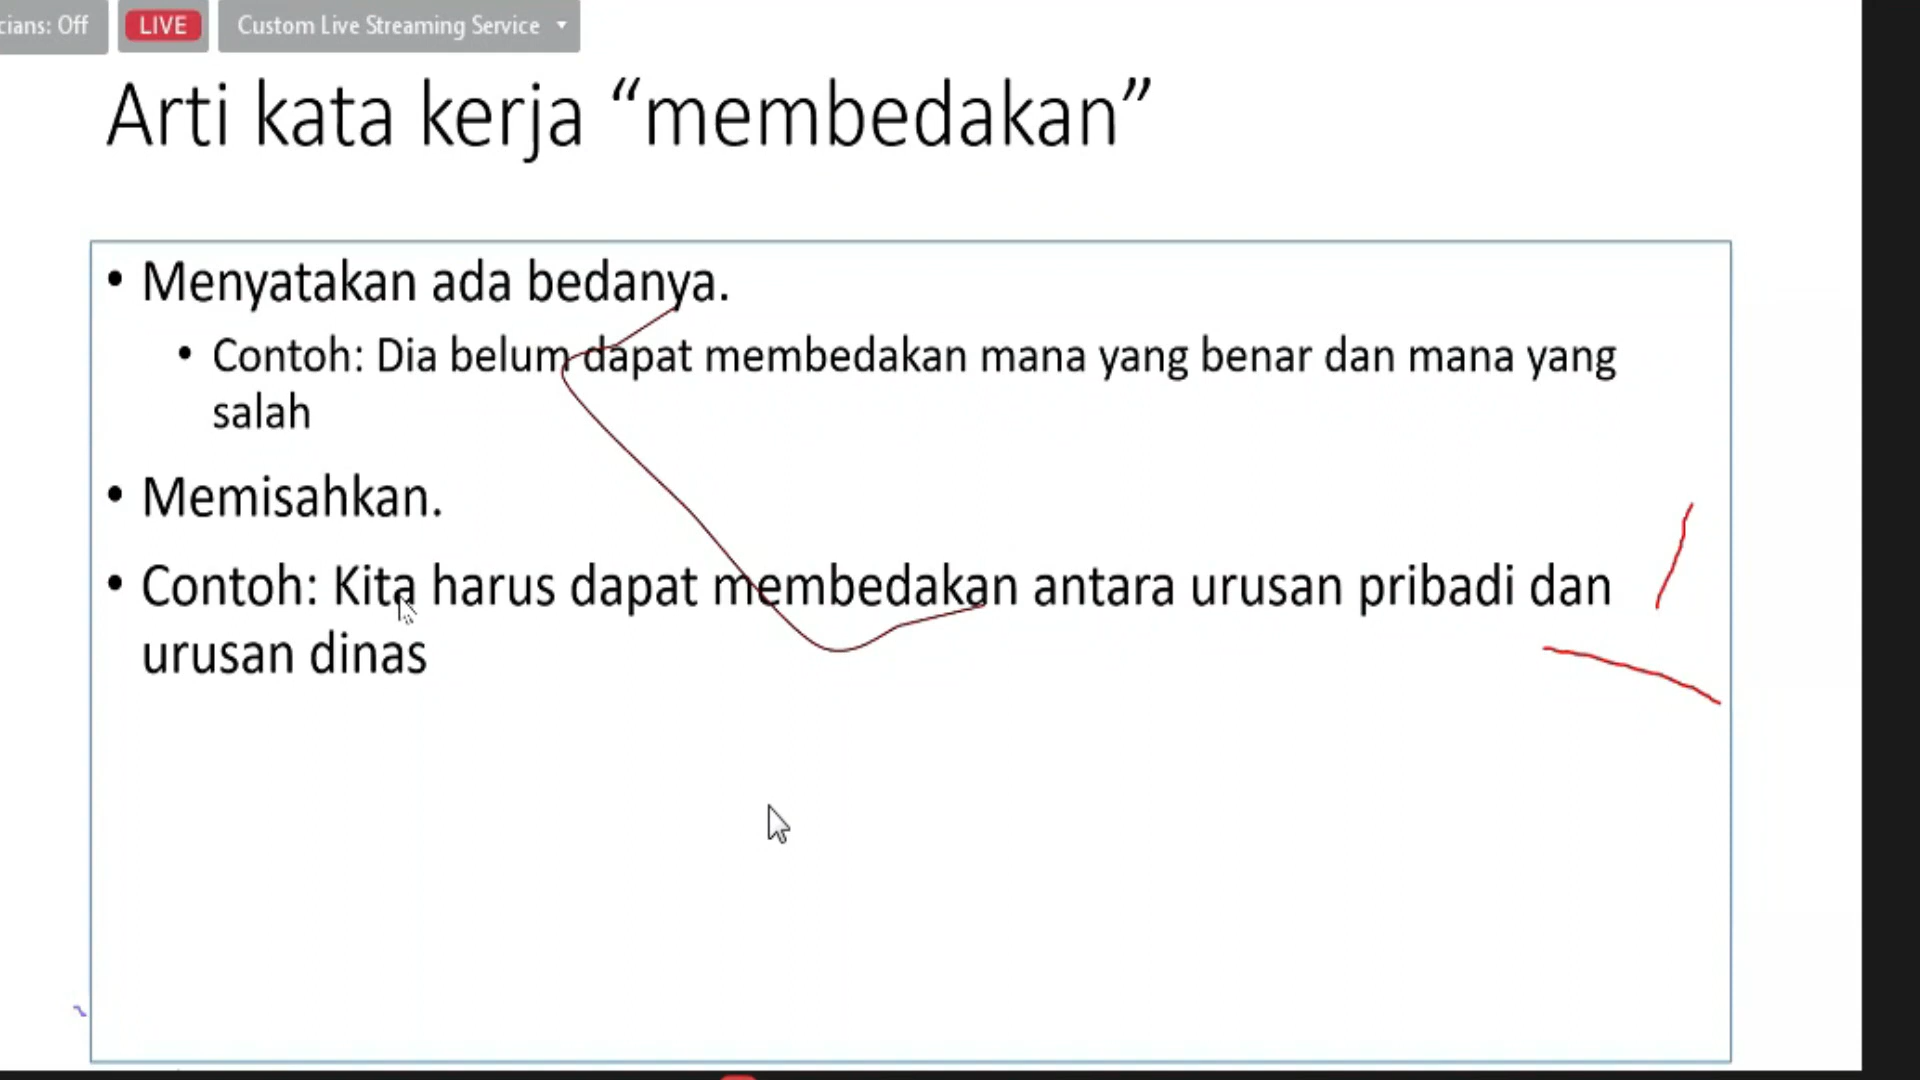 cians: Off LIVE Custom Live Streaming Service
Arti kata kerja “membedakan”
• Menyatakan ada bedanya.
• Contoh: Dia belum dapat membedakan mana yang benar dan mana yang
salah
• Memisahkan.
• Contoh: Kita harus dapat membedakan antara urusan pribadi dan
urusan dinas